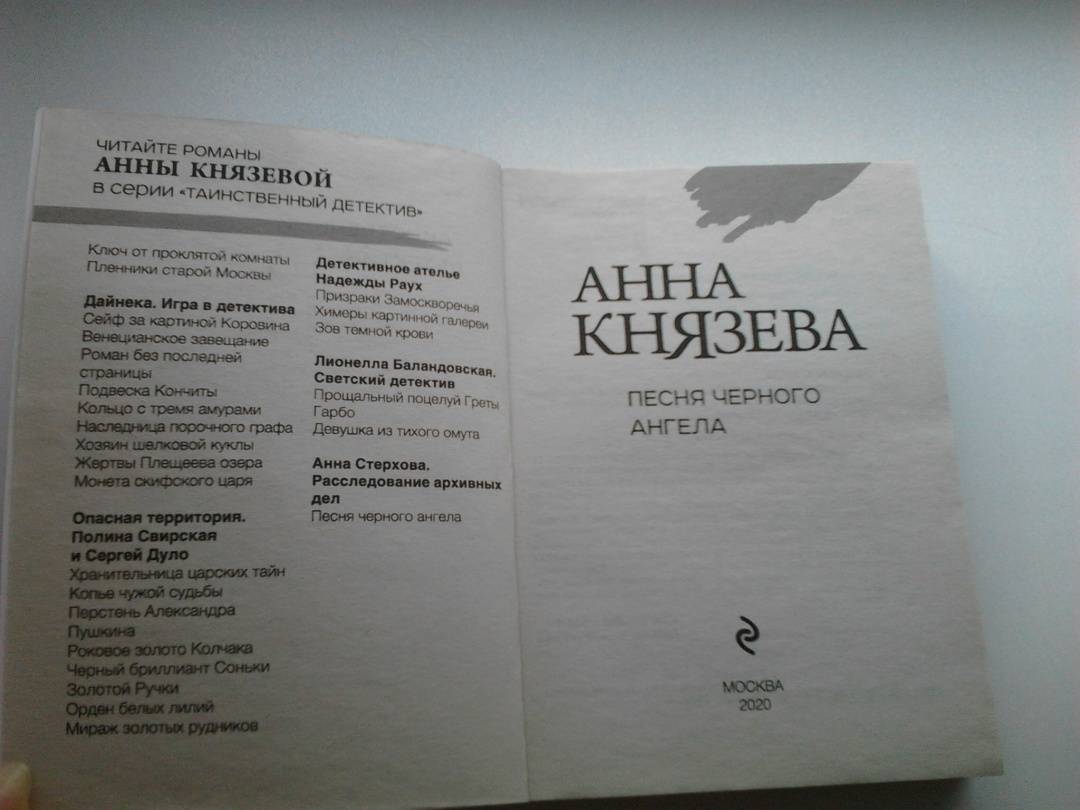 ЧИТАЙТЕ РОМАНЫ
АННЫ КНЯЗЕВОЙ
В СЕРИИ «ТАИНСТВЕННЫЙ ДЕТЕКТИВ»
Ключ от проклятой комнаты
Пленники старой Москвы
Дайнека. Игра в детектива
Сейф за картиной Коровина
Венецианское завещание
Роман без последней
страницы
Подвеска Кончиты
Кольцо с тремя амурами
Наследница порочного графа
Хозяин шелковой куклы
Жертвы Плещеева озера
Монета скифского царя
Опасная территория.
Полина Свирская
и Сергей Дуло
Хранительница царских тайн
Копье чужой судьбы
Перстень Александра
Пушкина
Роковое золото Колчака
Черный бриллиант Соньки
Золотой Ручки
Орден белых лилий
Мираж золотых рудников
Детективное ателье
Надежды Раух
Призраки Замоскворечья
Химеры картинной галереи
Зов темной крови
Лионелла Баландовская.
Светский детектив
Прощальный поцелуй Греты
Гарбо
Девушка из тихого омута
Анна Стерхова.
Расследование архивных
дел
Песня черного ангела
АННА
КНЯЗЕВА
ПЕСНЯ ЧЕРНОГО
АНГЕЛА
МОСКВА
2020